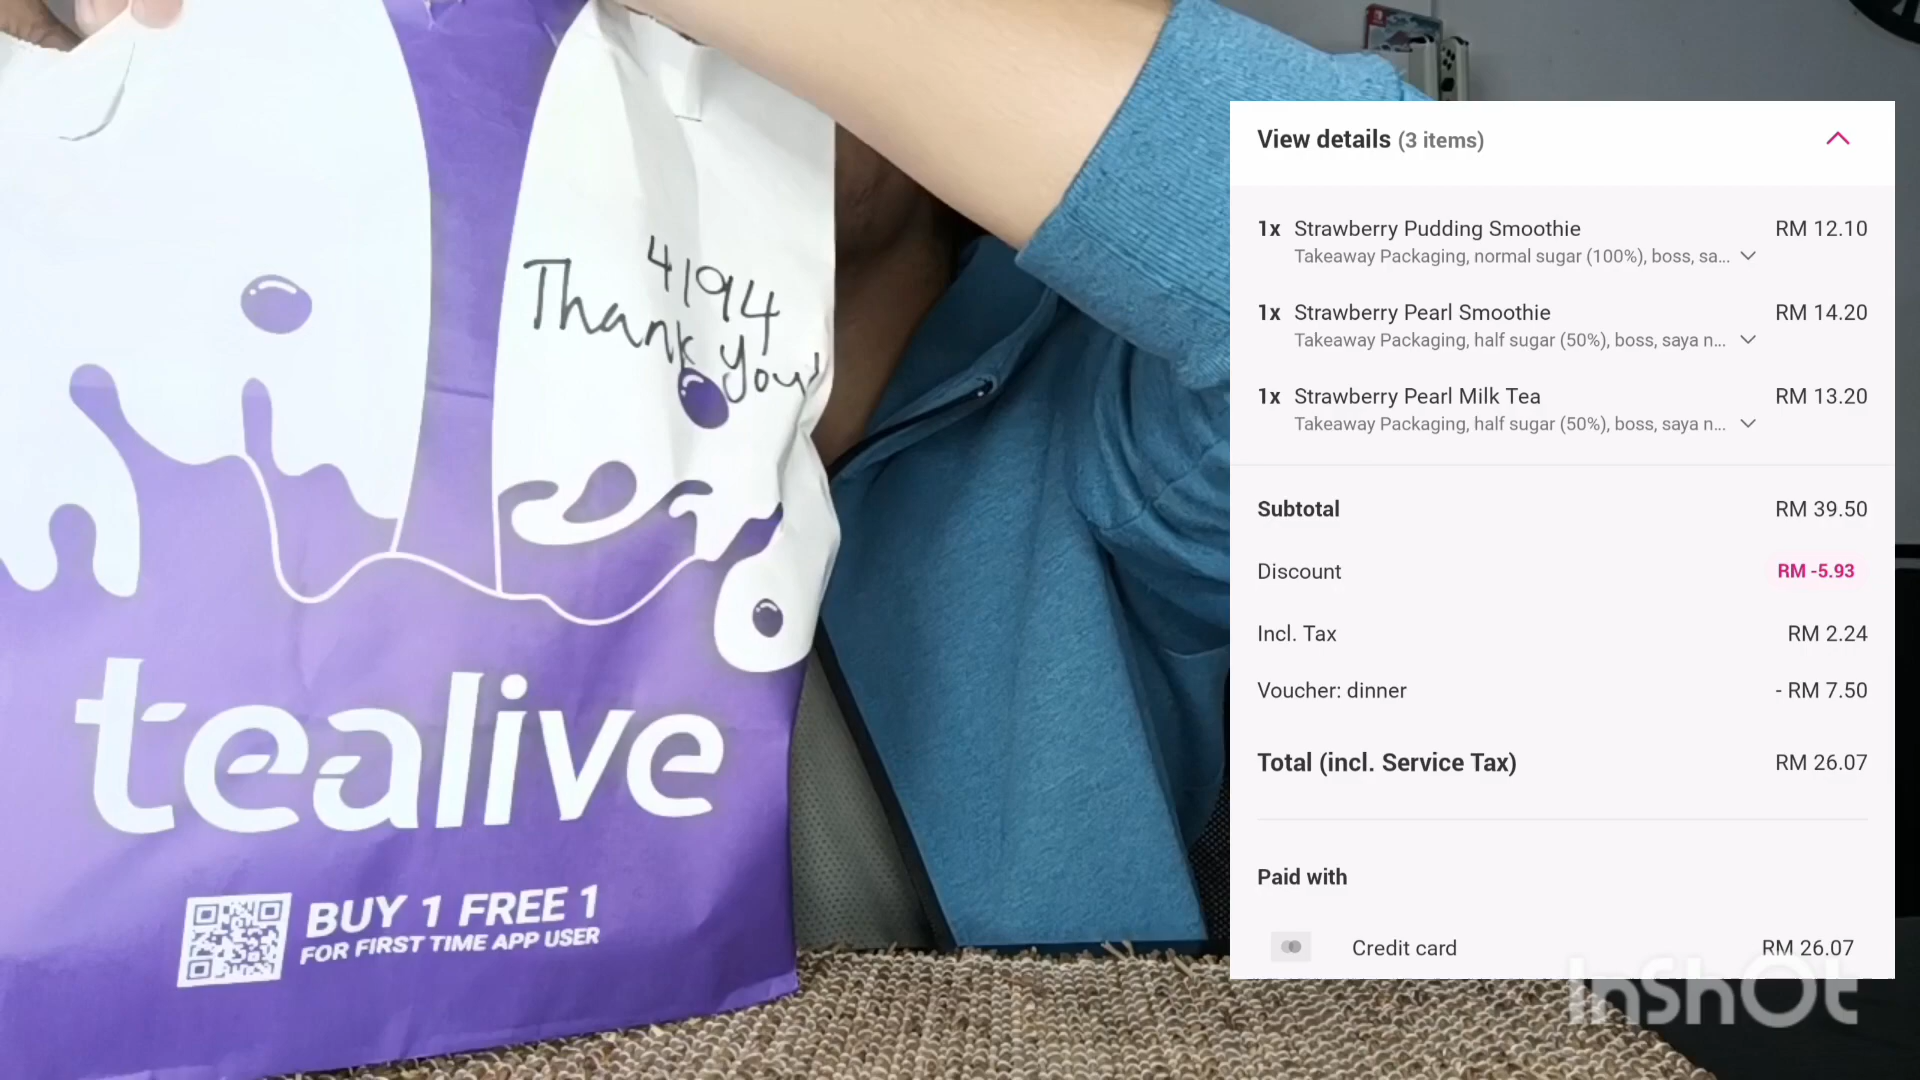 4194
Thank you!
tealive
BUY 1 FREE 1
FOR FIRST TIME APP USER
View details (3 items)
1x Strawberry Pudding Smoothie RM 12.10
Takeaway Packaging, normal sugar (100%), boss, sa...
1x Strawberry Pearl Smoothie RM 14.20
Takeaway Packaging, half sugar (50%), boss, saya n...
1x Strawberry Pearl Milk Tea RM 13.20
Takeaway Packaging, half sugar (50%), boss, saya n...
Subtotal RM 39.50
Discount RM -5.93
Incl. Tax RM 2.24
Voucher: dinner - RM 7.50
Total (incl. Service Tax) RM 26.07
Paid with
Credit card RM 26.07
InShOt